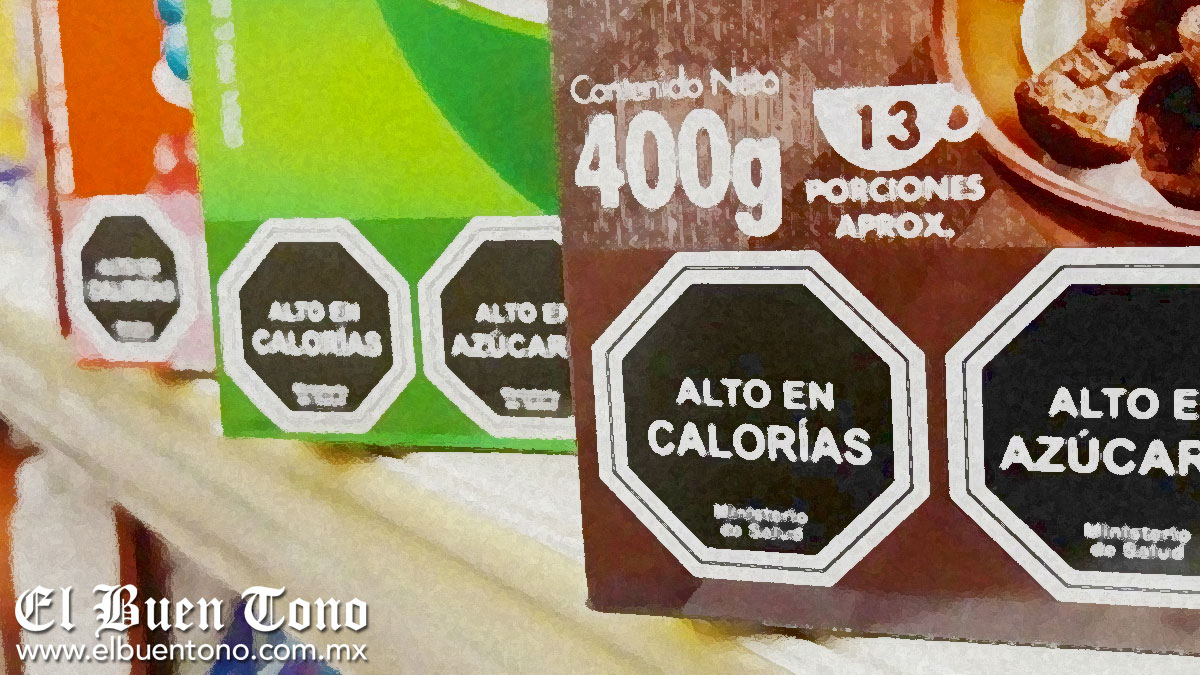 Contenido Neto
400g
13
PORCIONES
APROX.
ALTO EN
CALORÍAS
ALTO EN
AZÚCAR
ALTO EN
CALORÍAS
Ministerio
de Salud
ALTO E
AZÚCAR
Ministerio
de Salud
El Buen Tono
www.elbuentono.com.mx